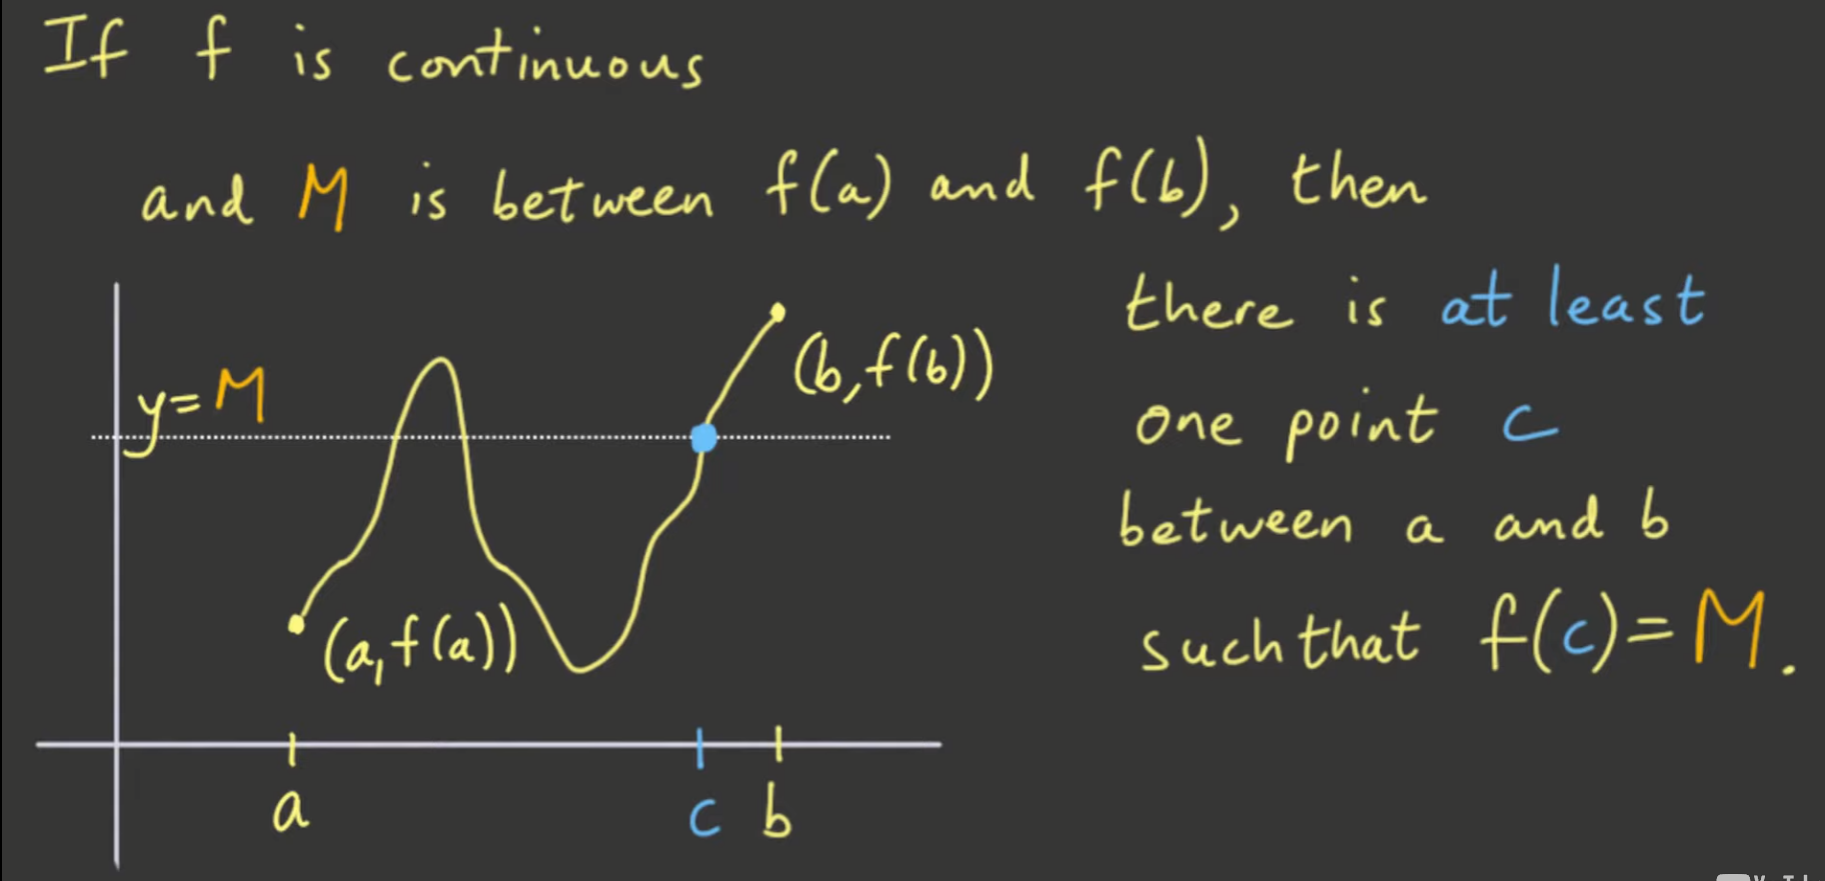 If f is continuous
and M is between f(a) and f(b), then
there is at least
one point c
between a and b
such that f(c)=M.
y=M
(b,f(b))
(a,f(a))
a
c
b